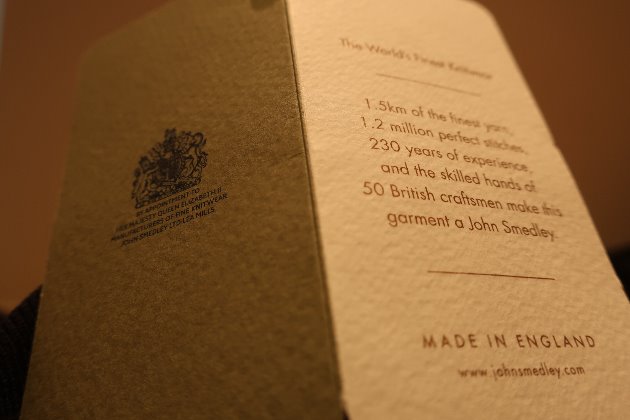 BY APPOINTMENT TO
HER MAJESTY QUEEN ELIZABETH II
MANUFACTURERS OF FINE KNITWEAR
JOHN SMEDLEY LTD LEA MILLS
The World's Finest Knitwear
1.5km of the finest yarn,
1.2 million perfect stitches,
230 years of experience,
and the skilled hands of
50 British craftsmen make this
garment a John Smedley.
MADE IN ENGLAND
www.johnsmedley.com